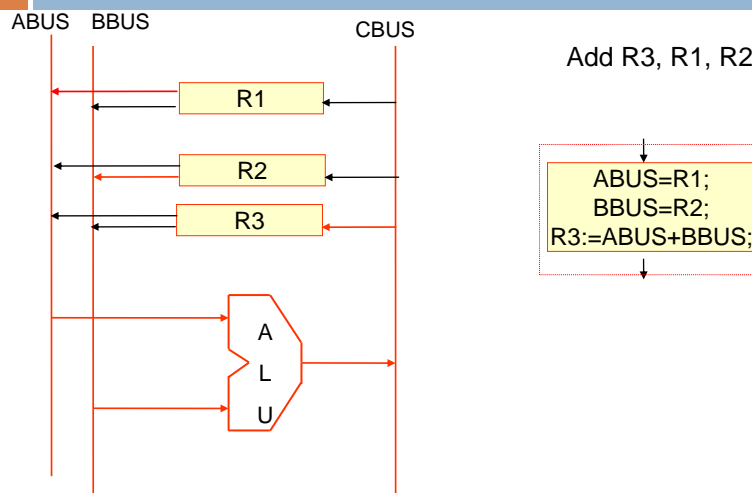 ABUS BBUS
CBUS
Add R3, R1, R2
R1
R2
R3
ABUS=R1;
BBUS=R2;
R3:=ABUS+BBUS;
A
L
U